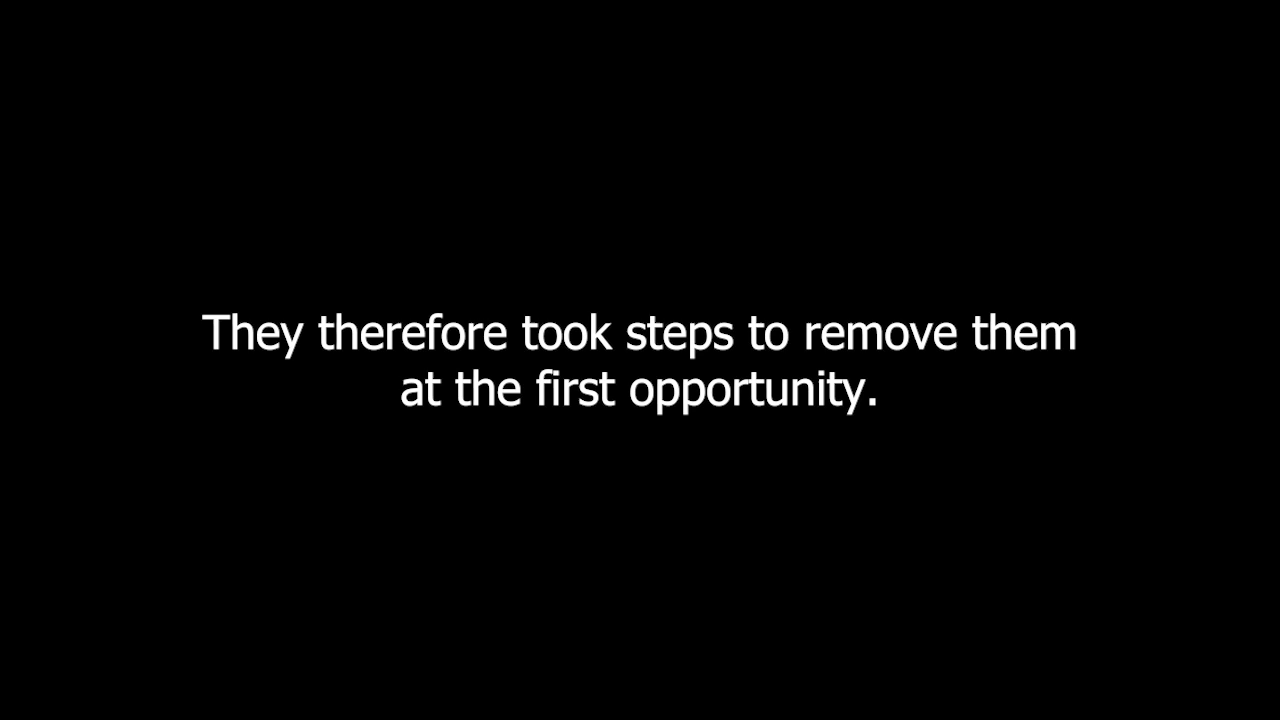 They therefore took steps to remove them
at the first opportunity.